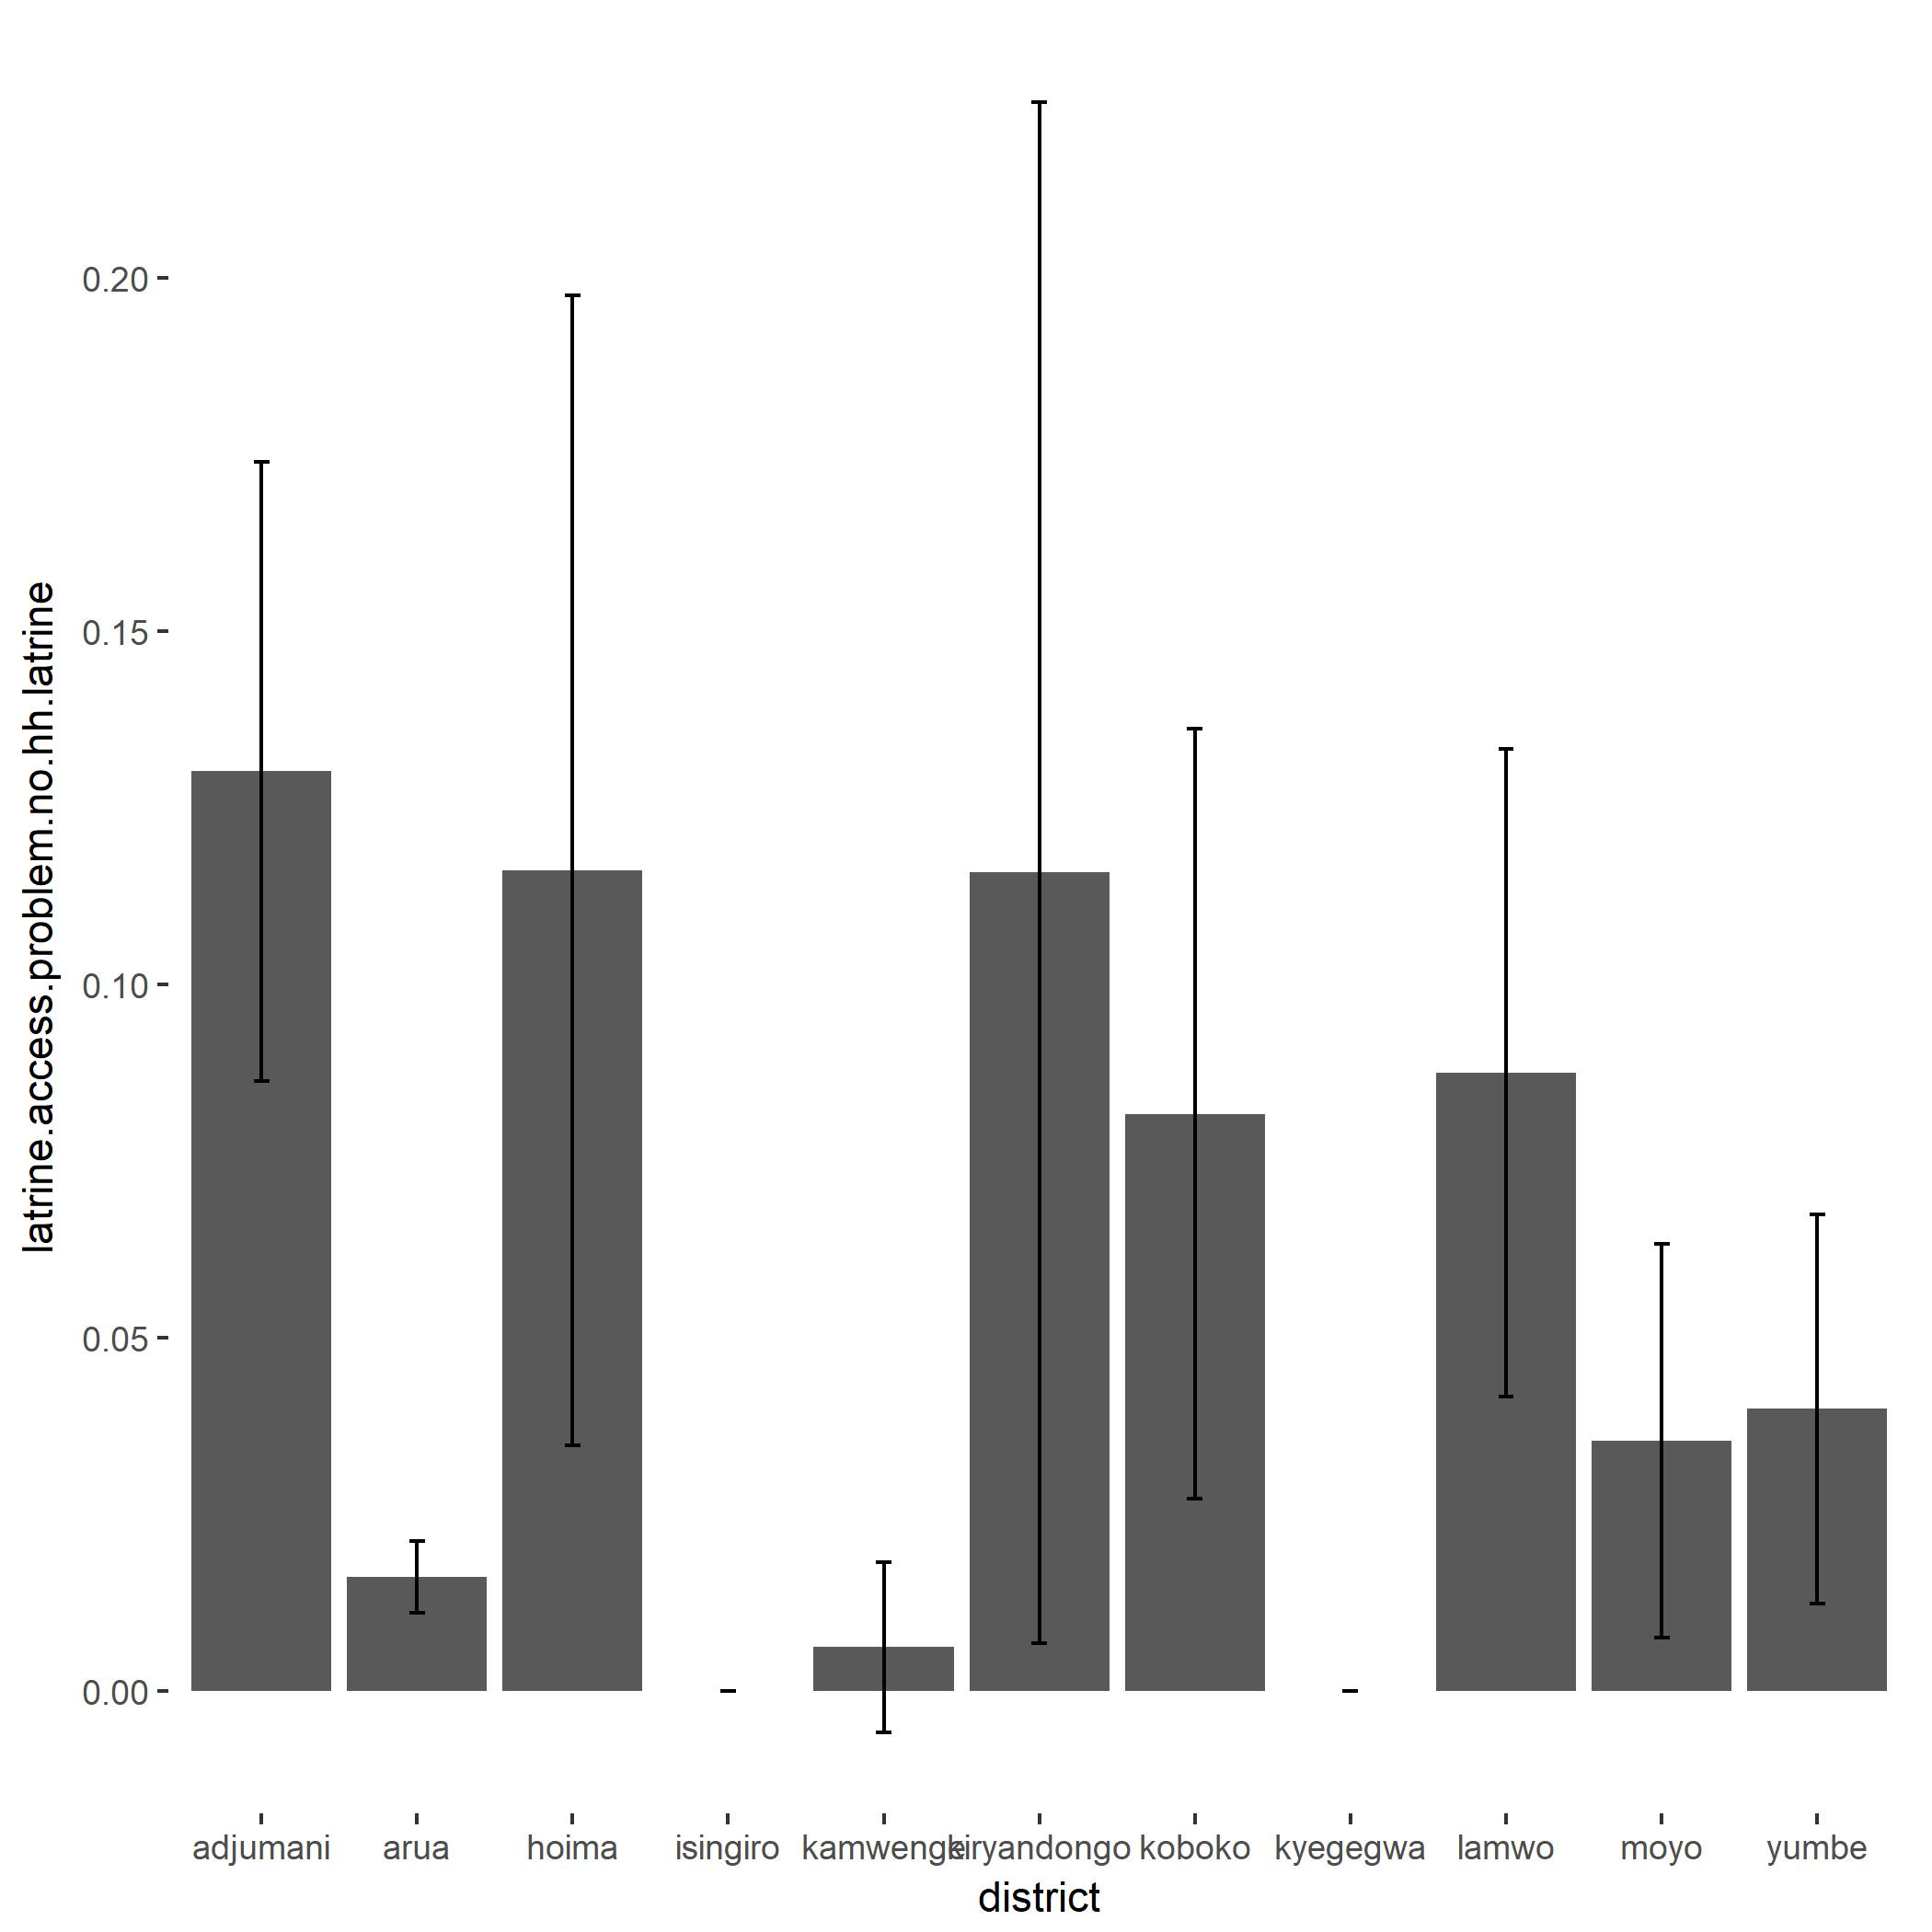 latrine.access.problem.no.hh.latrine
0.20
0.15
0.10
0.05
0.00
adjumani arua hoima isingiro kamwenge kiryandongo koboko kyegegwa lamwo moyo yumbe
district